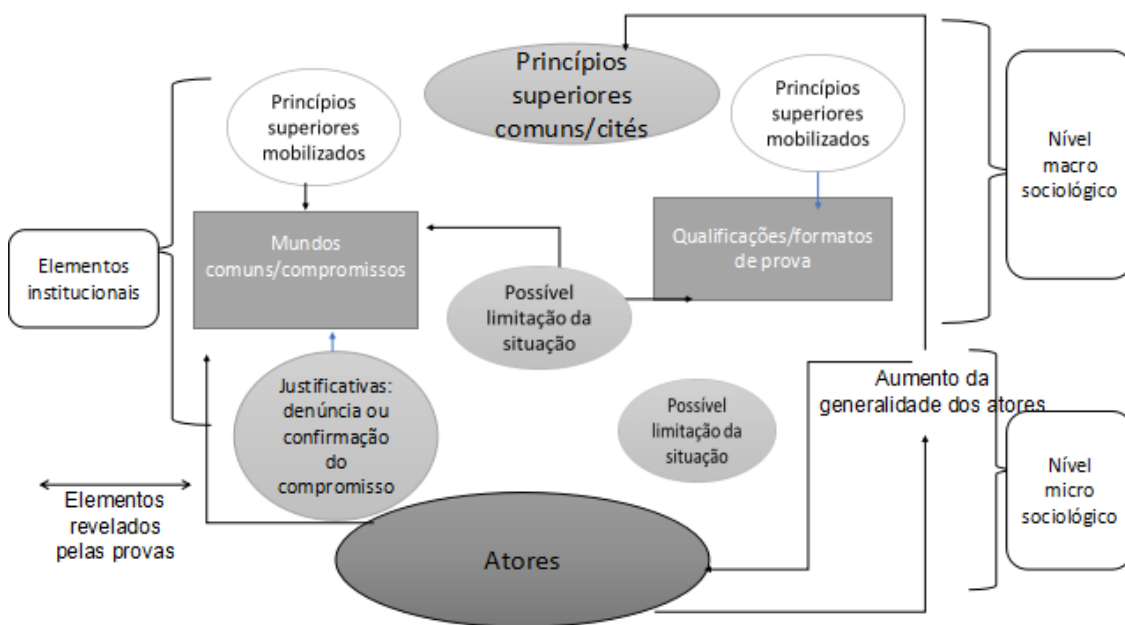 Princípios
superiores
comuns/cités
Princípios
superiores
mobilizados
Princípios
superiores
mobilizados
Nível
macro
sociológico
Mundos
comuns/compromissos
Qualificações/formatos
de prova
Elementos
institucionais
Possível
limitação da
situação
Justificativas:
denúncia ou
confirmação
do
compromisso
Aumento da
generalidade dos atores
Possível
limitação da
situação
Nível
micro
sociológico
Elementos
revelados
pelas provas
Atores